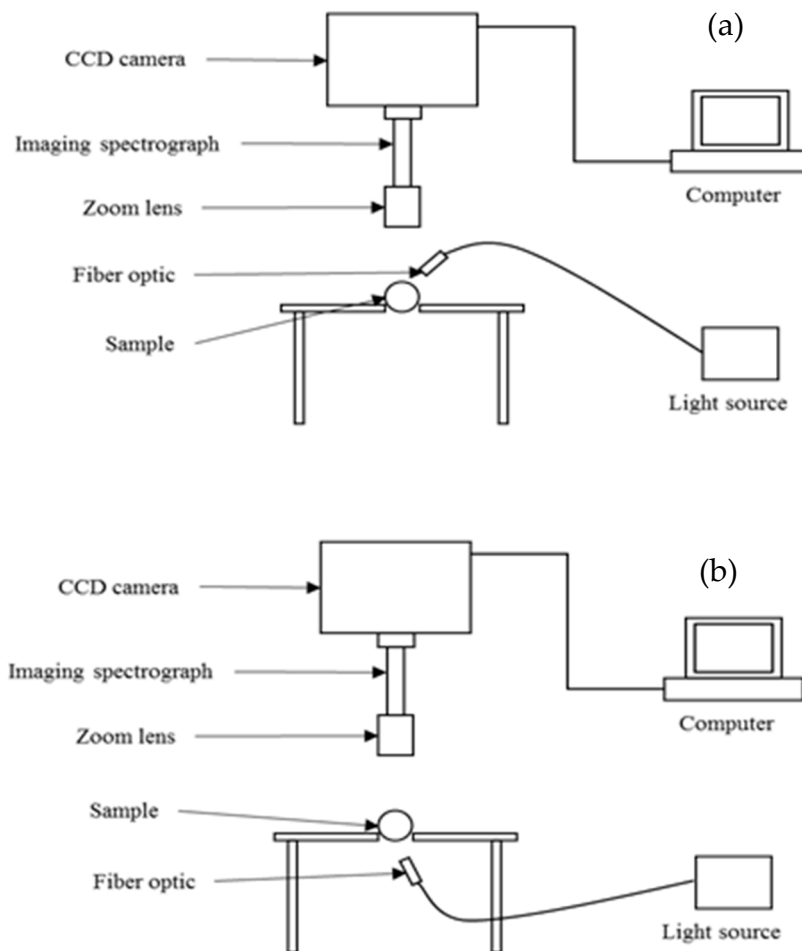 (a)
CCD camera
Imaging spectrograph
Computer
Zoom lens
Fiber optic
Sample
Light source
(b)
CCD camera
Imaging spectrograph
Computer
Zoom lens
Sample
Fiber optic
Light source